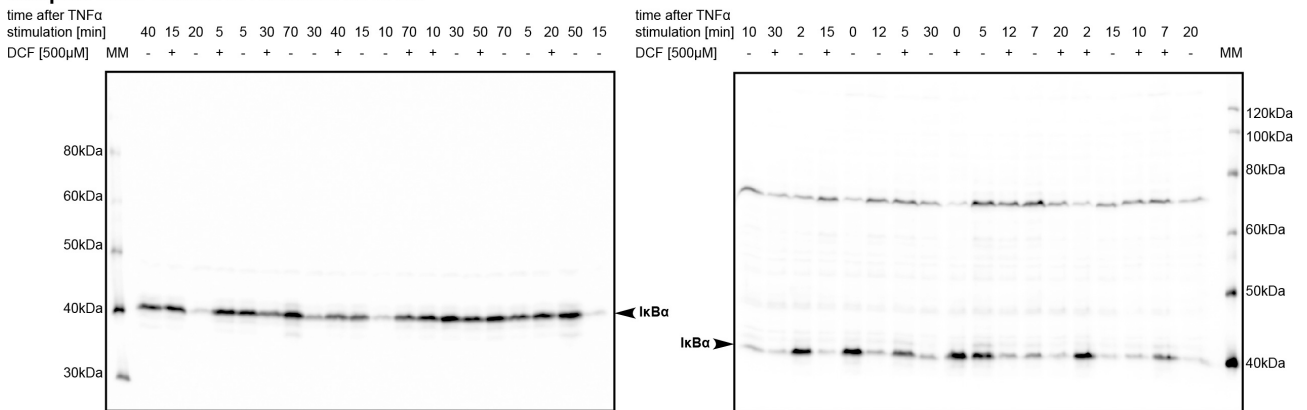 time after TNFα
stimulation [min] 40 15 20 5 5 30 70 30 40 15 10 70 10 30 50 70 5 20 50 15
DCF [500µM] MM - + - + - + - - + - - + + - + - - + - -
80kDa
60kDa
50kDa
40kDa
30kDa
IκBα
time after TNFα
stimulation [min] 10 30 2 15 0 12 5 30 0 5 12 7 20 2 15 10 7 20
DCF [500µM] - + - + - - + - + - + - + + - + + - MM
120kDa
100kDa
80kDa
60kDa
50kDa
40kDa
IκBα